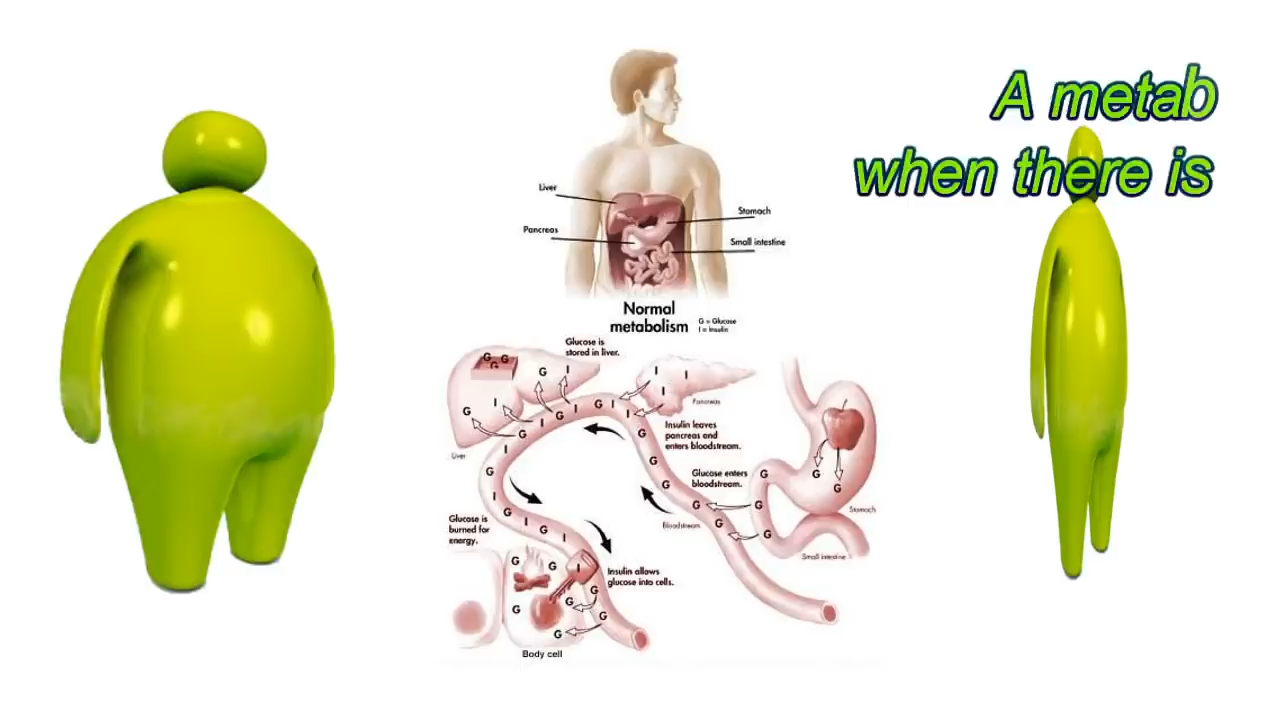 A metab
when there is
Liver
Stomach
Pancreas
Small intestine
Normal
metabolism
G = Glucose
I = Insulin
Glucose is
stored in liver.
G G
G
G I
I I I
G I
Pancreas
G I G I G I I
Insulin leaves
pancreas and
enters bloodstream.
Liver
I G
G G
Glucose enters
bloodstream.
G G
G G
G G
Stomach
I G I G I
Bloodstream
G G
Glucose is
burned for
energy.
Small intestine
G G I
Insulin allows
glucose into cells.
G G G
G G
Body cell